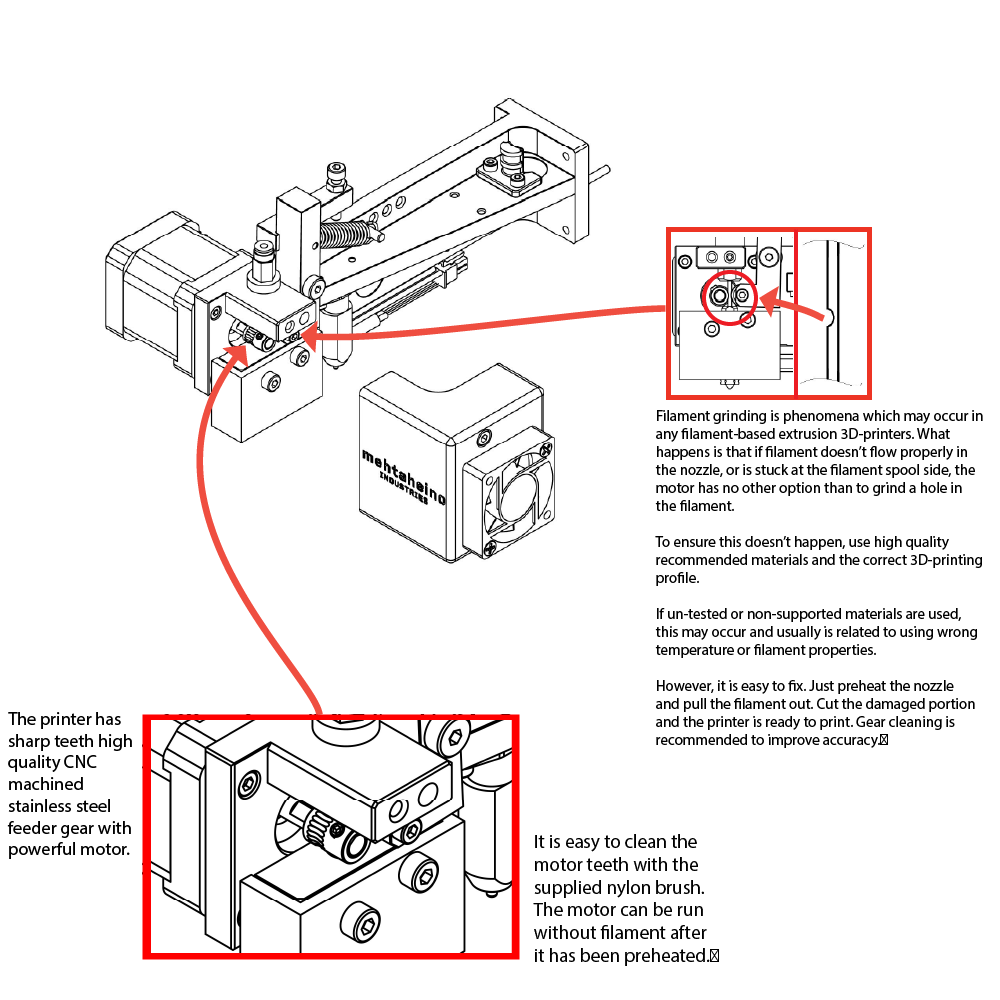 mehtaheino
INDUSTRIES
Filament grinding is phenomena which may occur in
any filament-based extrusion 3D-printers. What
happens is that if filament doesn't flow properly in
the nozzle, or is stuck at the filament spool side, the
motor has no other option than to grind a hole in
the filament.
To ensure this doesn't happen, use high quality
recommended materials and the correct 3D-printing
profile.
If un-tested or non-supported materials are used,
this may occur and usually is related to using wrong
temperature or filament properties.
However, it is easy to fix. Just preheat the nozzle
and pull the filament out. Cut the damaged portion
and the printer is ready to print. Gear cleaning is
recommended to improve accuracy.
The printer has
sharp teeth high
quality CNC
machined
stainless steel
feeder gear with
powerful motor.
It is easy to clean the
motor teeth with the
supplied nylon brush.
The motor can be run
without filament after
it has been preheated.